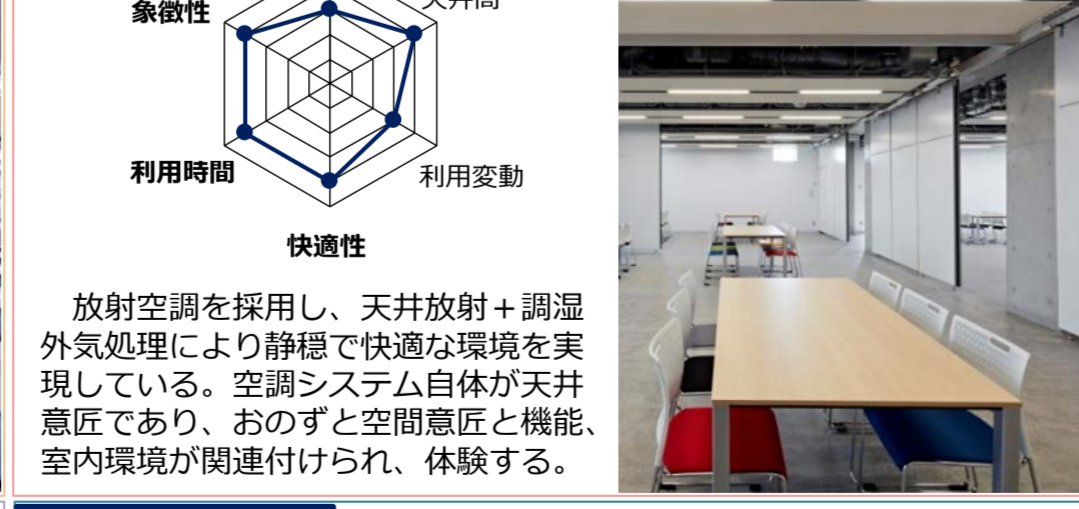 象徴性
天井高
利用時間
利用変動
快適性
放射空調を採用し、天井放射＋調湿
外気処理により静穏で快適な環境を実
現している。空調システム自体が天井
意匠であり、おのずと空間意匠と機能、
室内環境が関連付けられ、体験する。